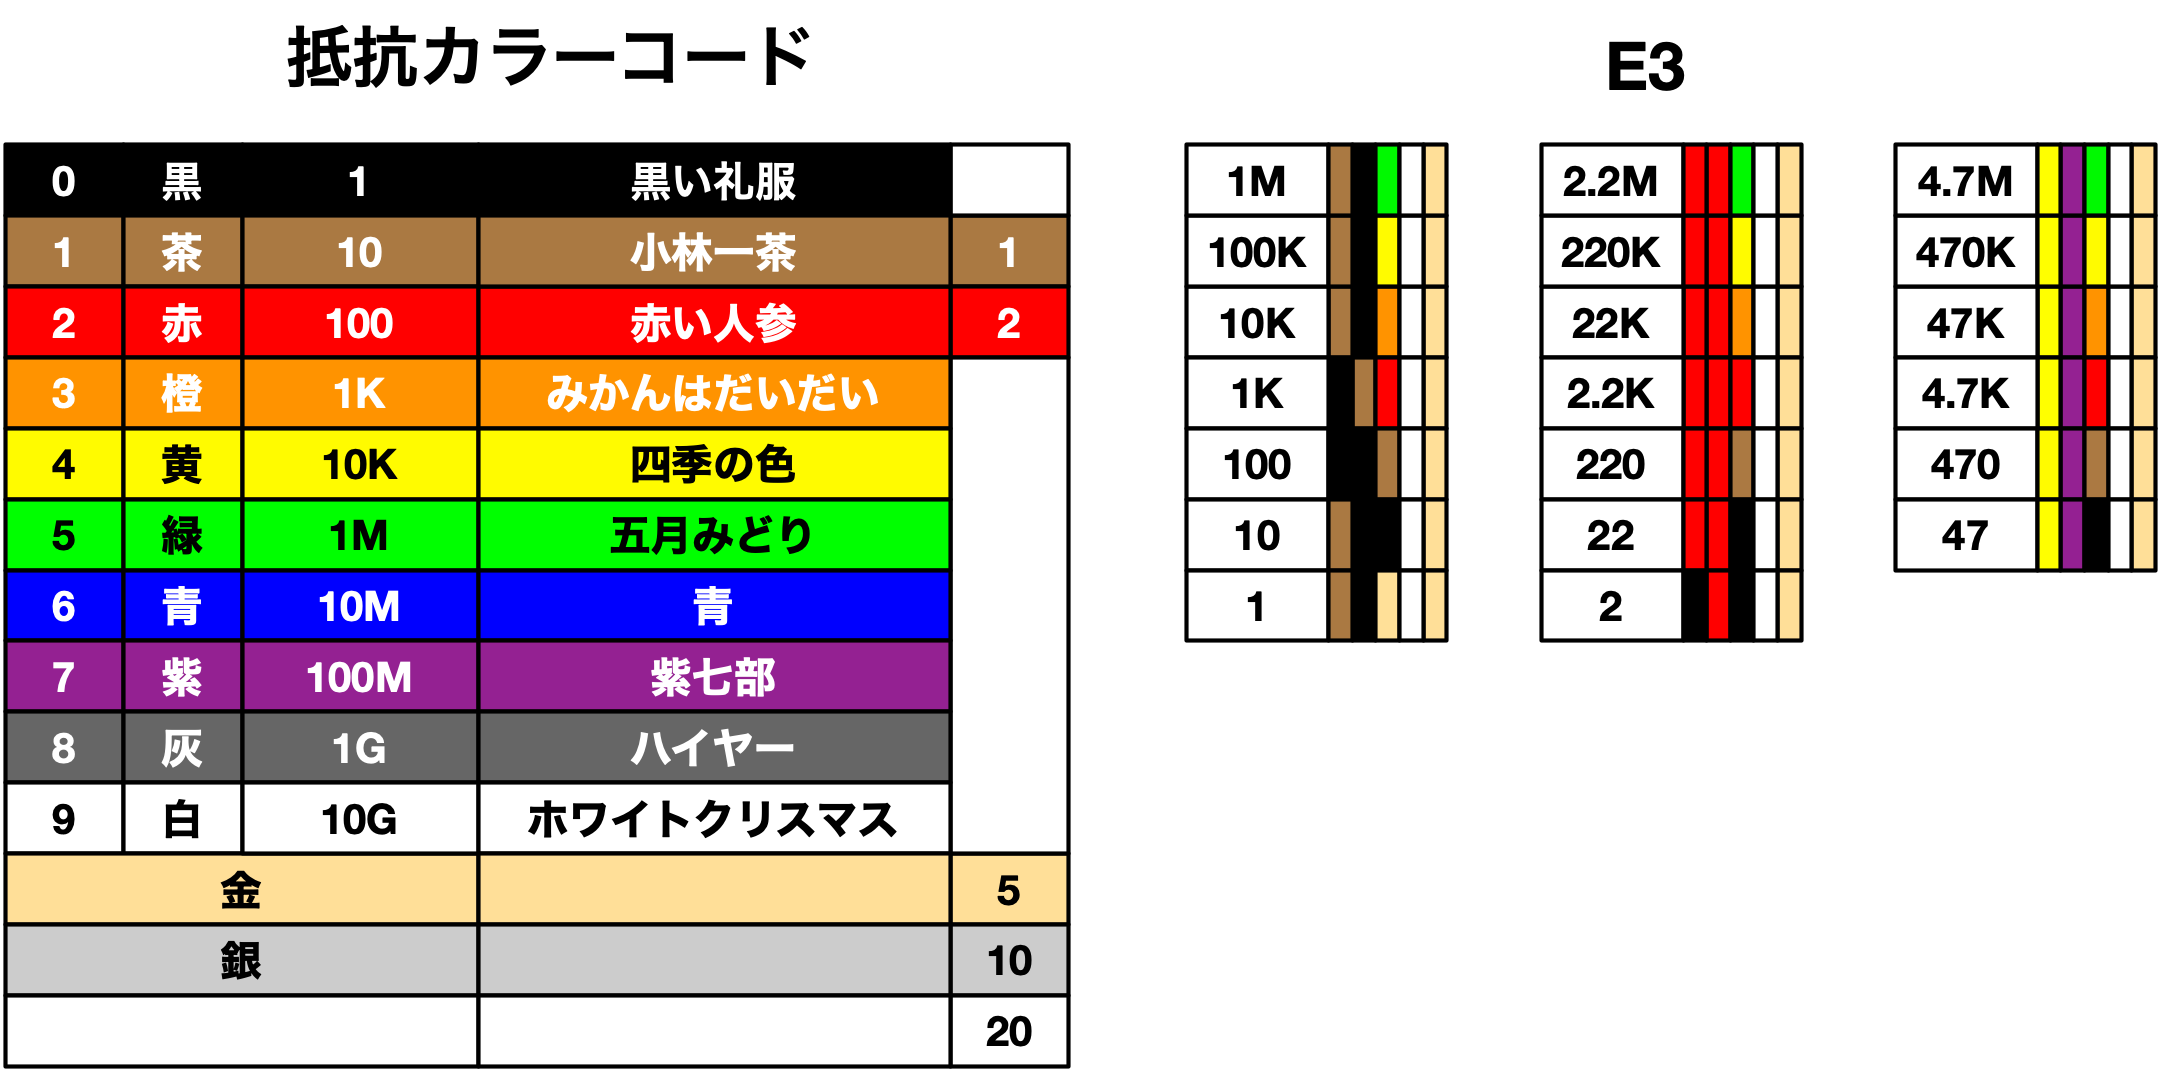 抵抗カラーコード
0 黒 1 黒い礼服
1 茶 10 小林一茶 1
2 赤 100 赤い人参 2
3 橙 1K みかんはだいだい
4 黄 10K 四季の色
5 緑 1M 五月みどり
6 青 10M 青
7 紫 100M 紫七部
8 灰 1G ハイヤー
9 白 10G ホワイトクリスマス
金 5
銀 10
20
E3
1M
100K
10K
1K
100
10
1
2.2M
220K
22K
2.2K
220
22
2
4.7M
470K
47K
4.7K
470
47